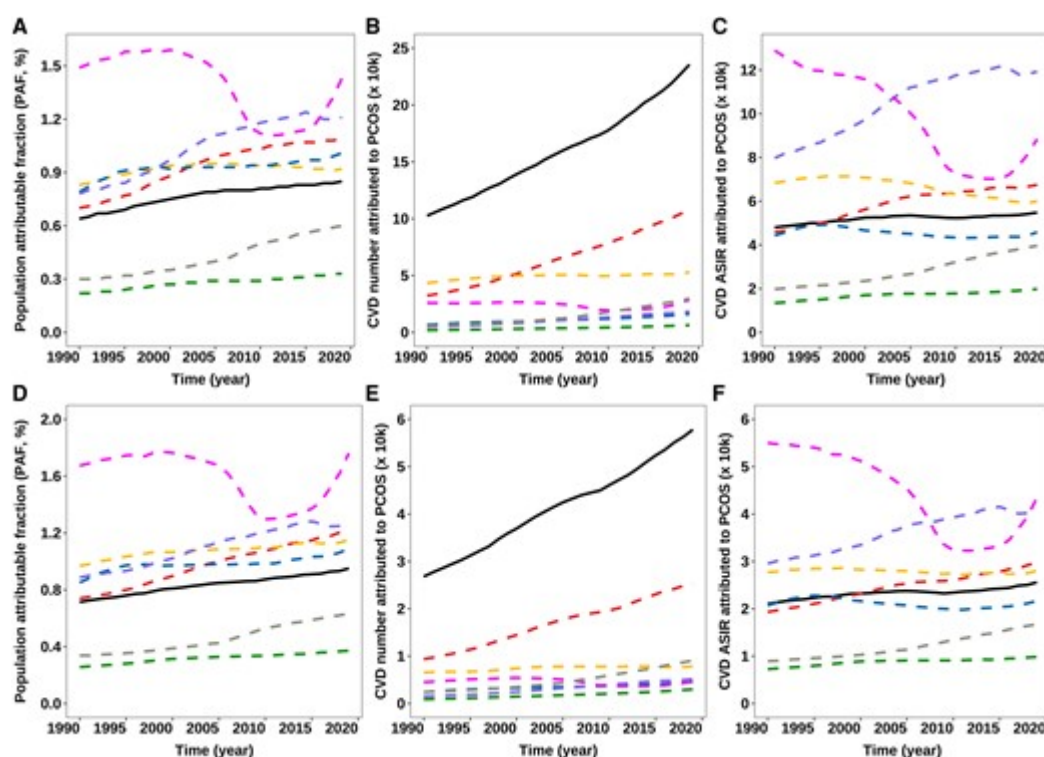 A
Population attributable fraction (PAF, %)
1.5
1.2
0.9
0.6
0.3
0.0
1990 1995 2000 2005 2010 2015 2020
Time (year)
B
CVD number attributed to PCOS (x 10k)
25
20
15
10
5
0
1990 1995 2000 2005 2010 2015 2020
Time (year)
C
CVD ASIR attributed to PCOS (x 10k)
12
10
8
6
4
2
0
1990 1995 2000 2005 2010 2015 2020
Time (year)
D
Population attributable fraction (PAF, %)
2.0
1.6
1.2
0.8
0.4
0.0
1990 1995 2000 2005 2010 2015 2020
Time (year)
E
CVD number attributed to PCOS (x 10k)
6
5
4
3
2
1
0
1990 1995 2000 2005 2010 2015 2020
Time (year)
F
CVD ASIR attributed to PCOS (x 10k)
6
5
4
3
2
1
0
1990 1995 2000 2005 2010 2015 2020
Time (year)